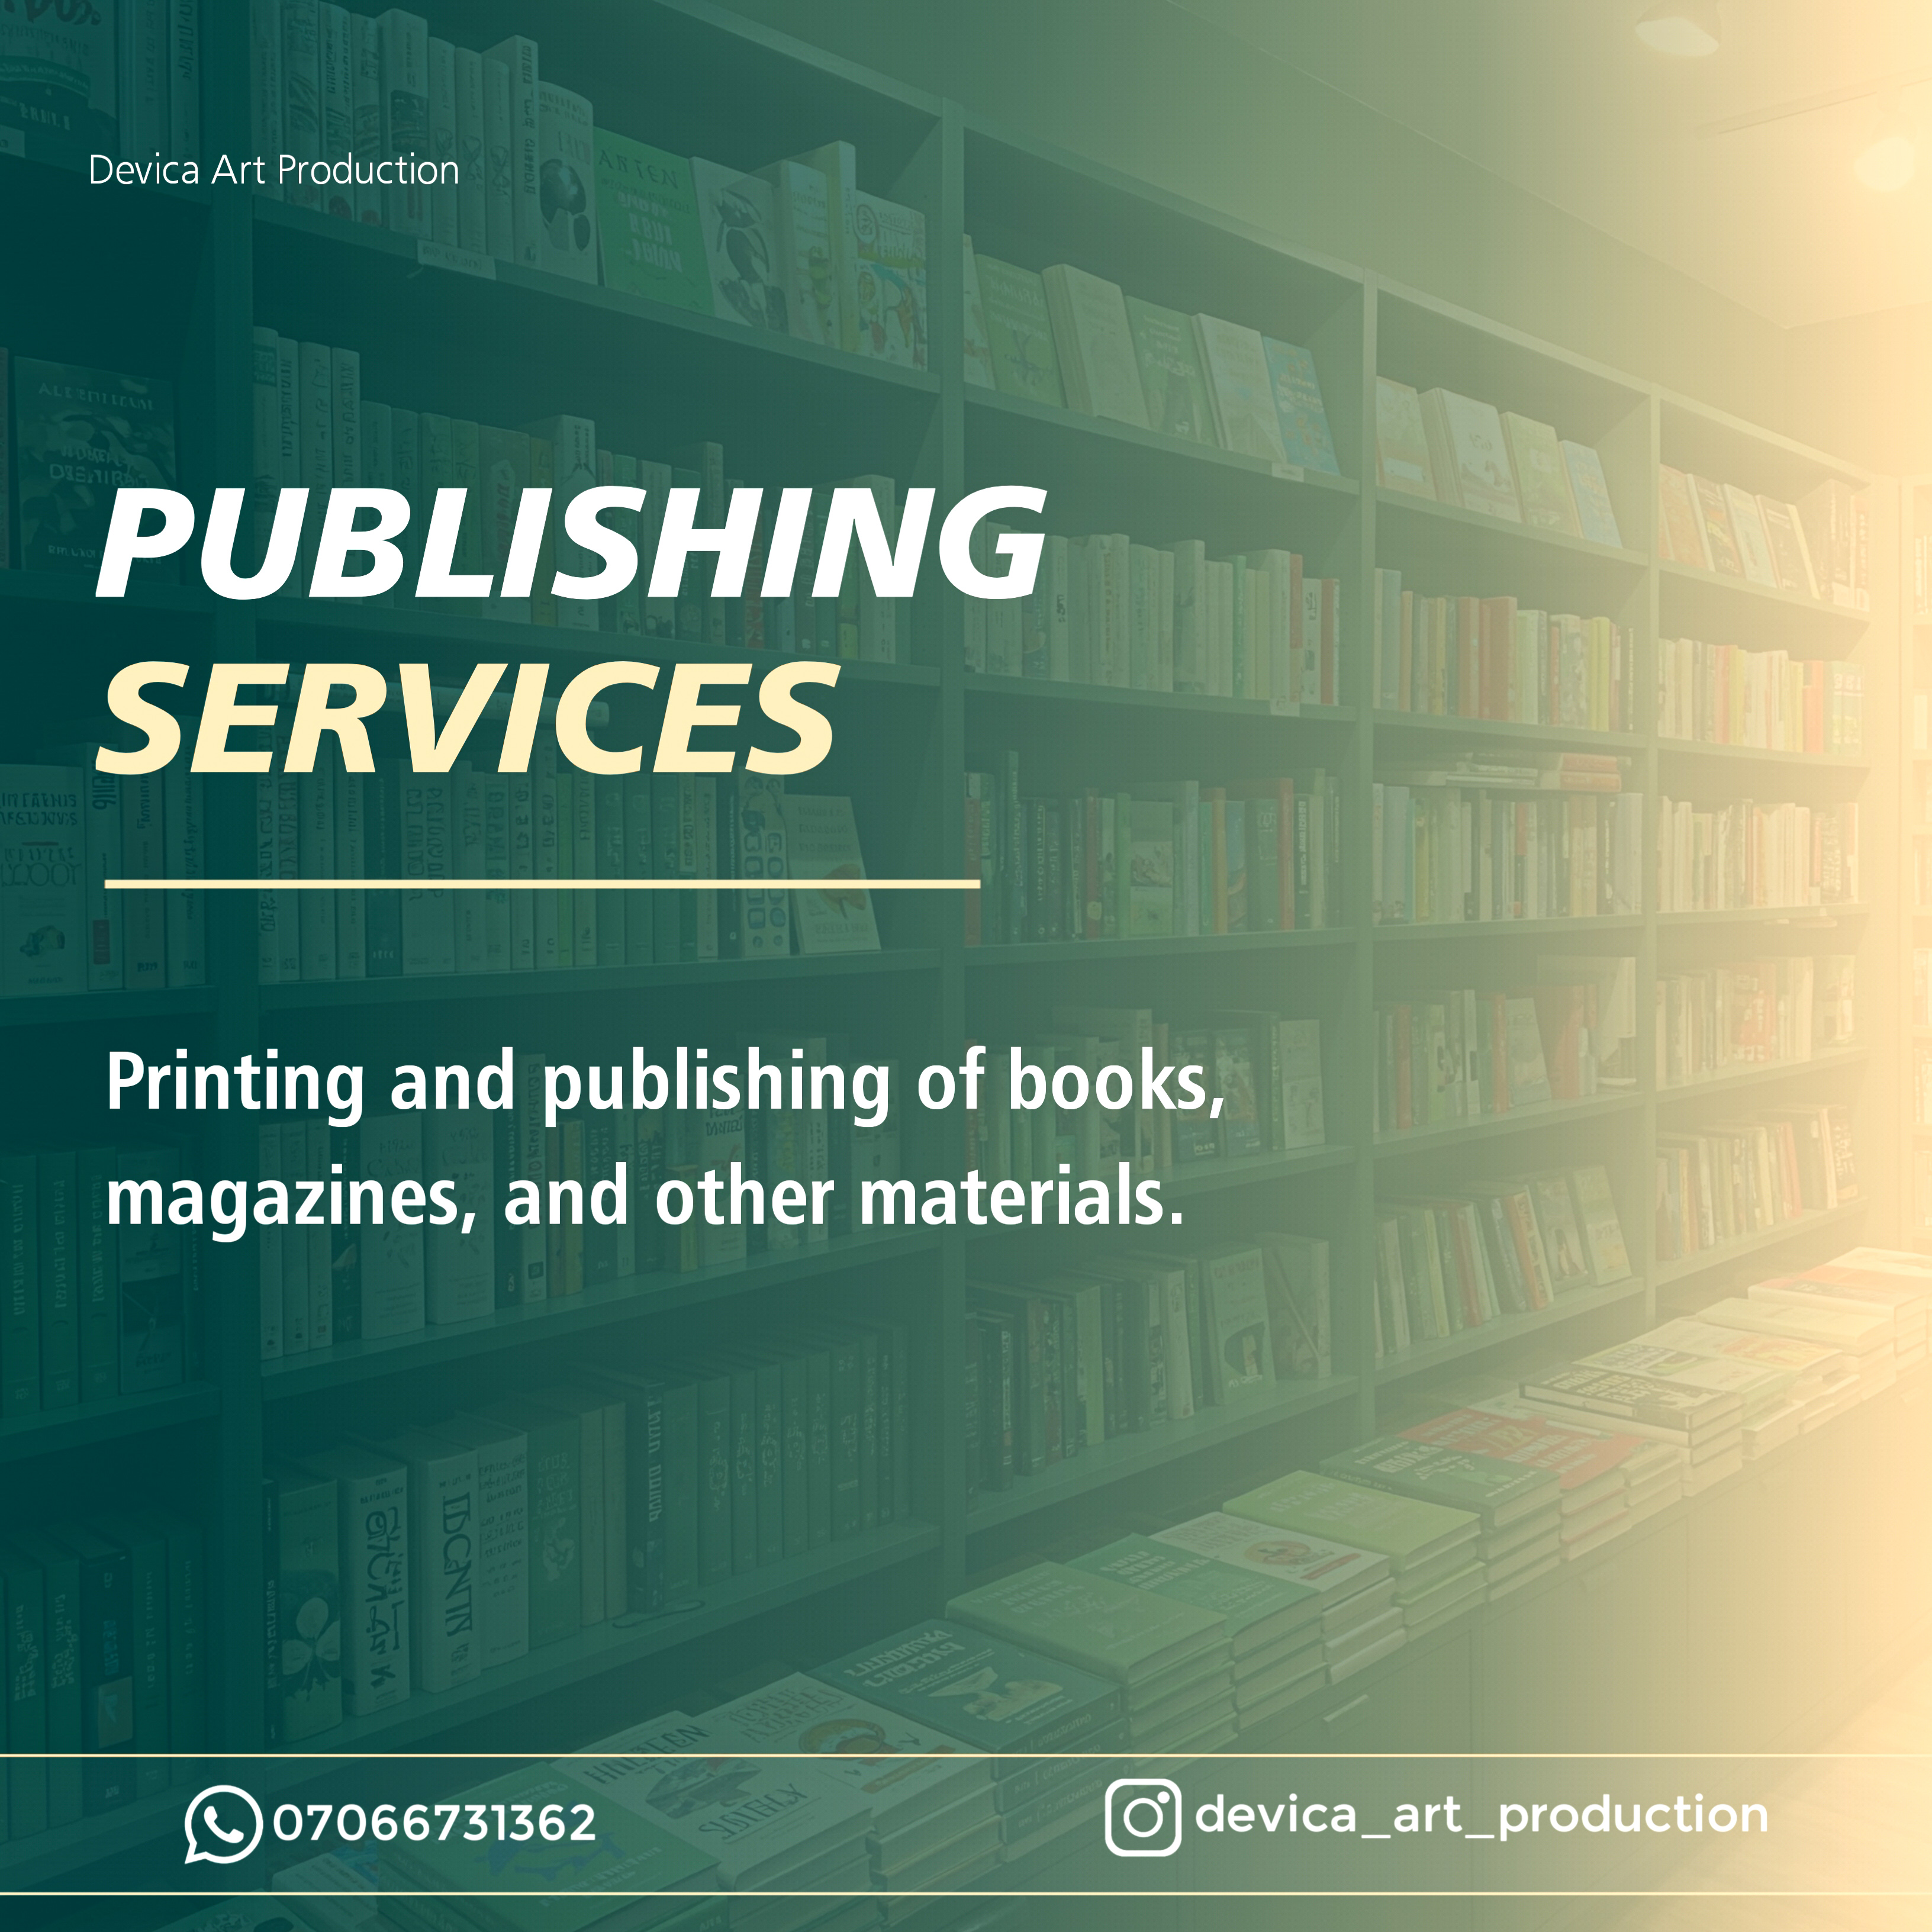 Devica Art Production
PUBLISHING
SERVICES
Printing and publishing of books,
magazines, and other materials.
07066731362
devica_art_production